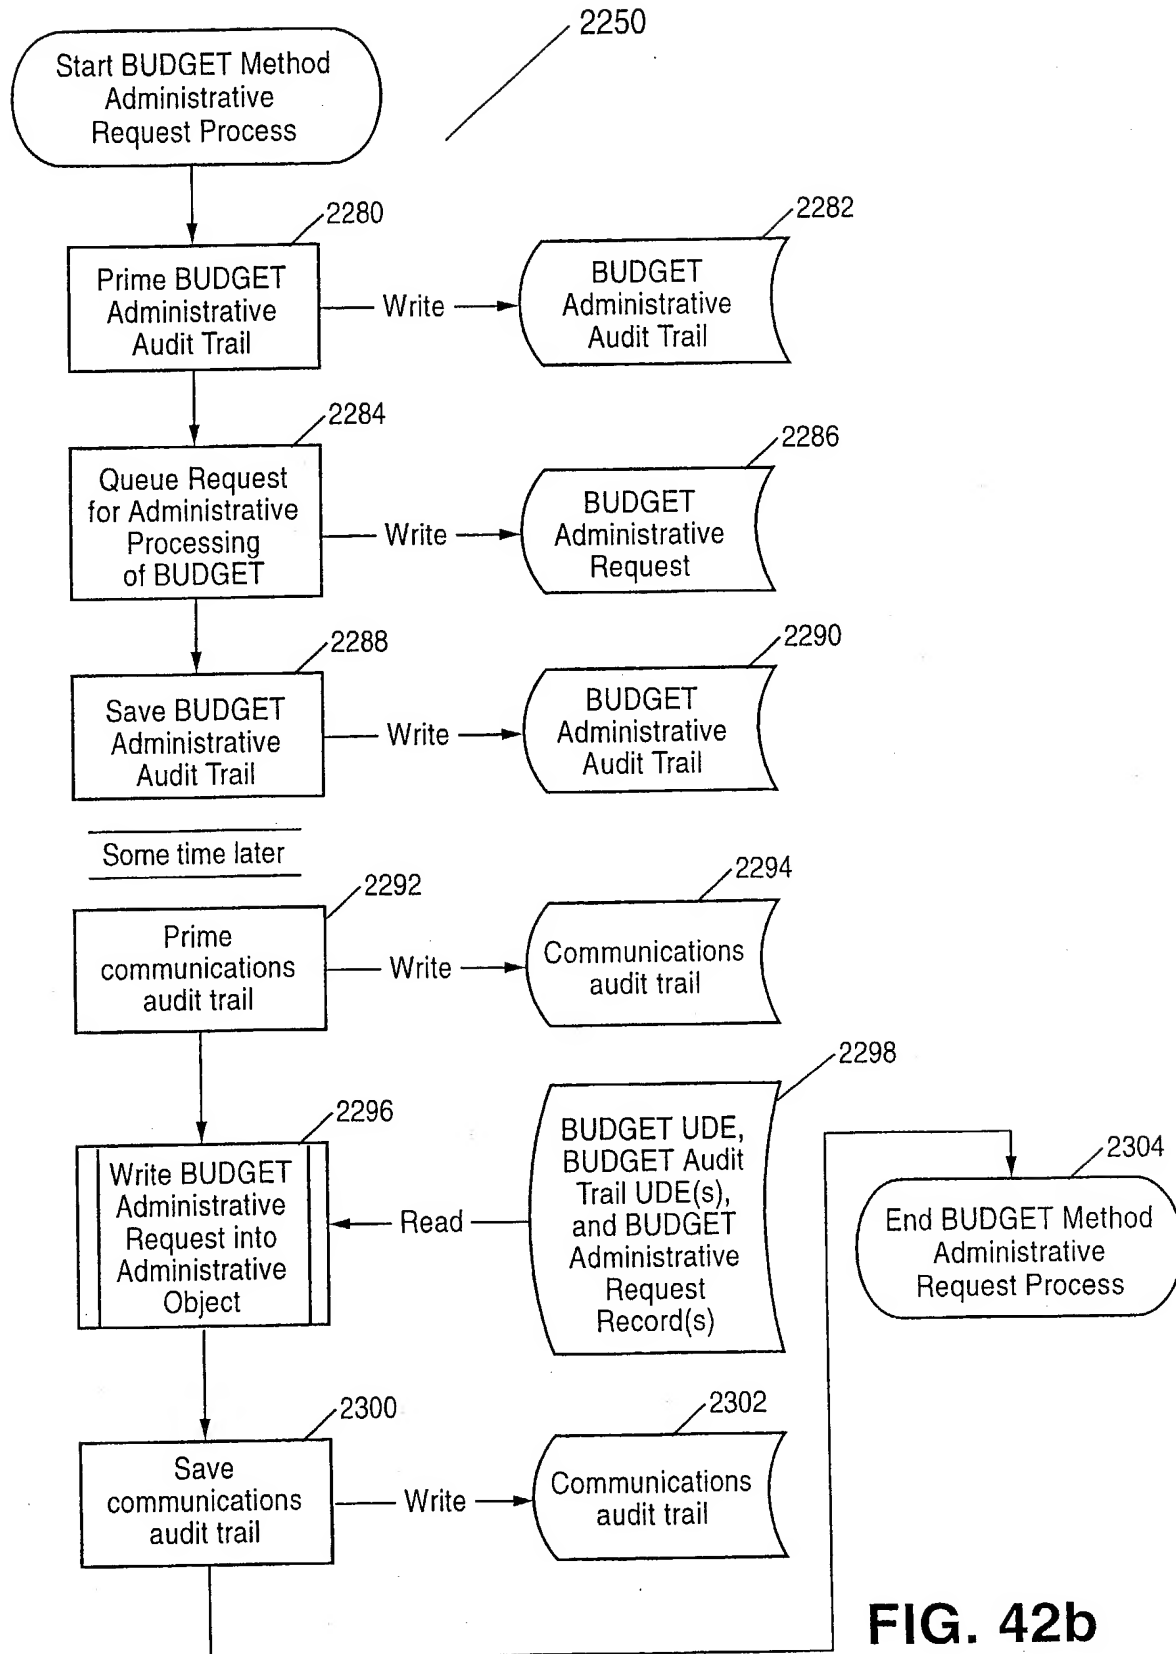 2250
Start BUDGET Method
Administrative
Request Process
2280
Prime BUDGET
Administrative
Audit Trail
Write
2282
BUDGET
Administrative
Audit Trail
2284
Queue Request
for Administrative
Processing
of BUDGET
Write
2286
BUDGET
Administrative
Request
2288
Save BUDGET
Administrative
Audit Trail
Write
2290
BUDGET
Administrative
Audit Trail
Some time later
2292
Prime
communications
audit trail
Write
2294
Communications
audit trail
2296
Write BUDGET
Administrative
Request into
Administrative
Object
Read
2298
BUDGET UDE,
BUDGET Audit
Trail UDE(s),
and BUDGET
Administrative
Request
Record(s)
2300
Save
communications
audit trail
Write
2302
Communications
audit trail
2304
End BUDGET Method
Administrative
Request Process
FIG. 42b